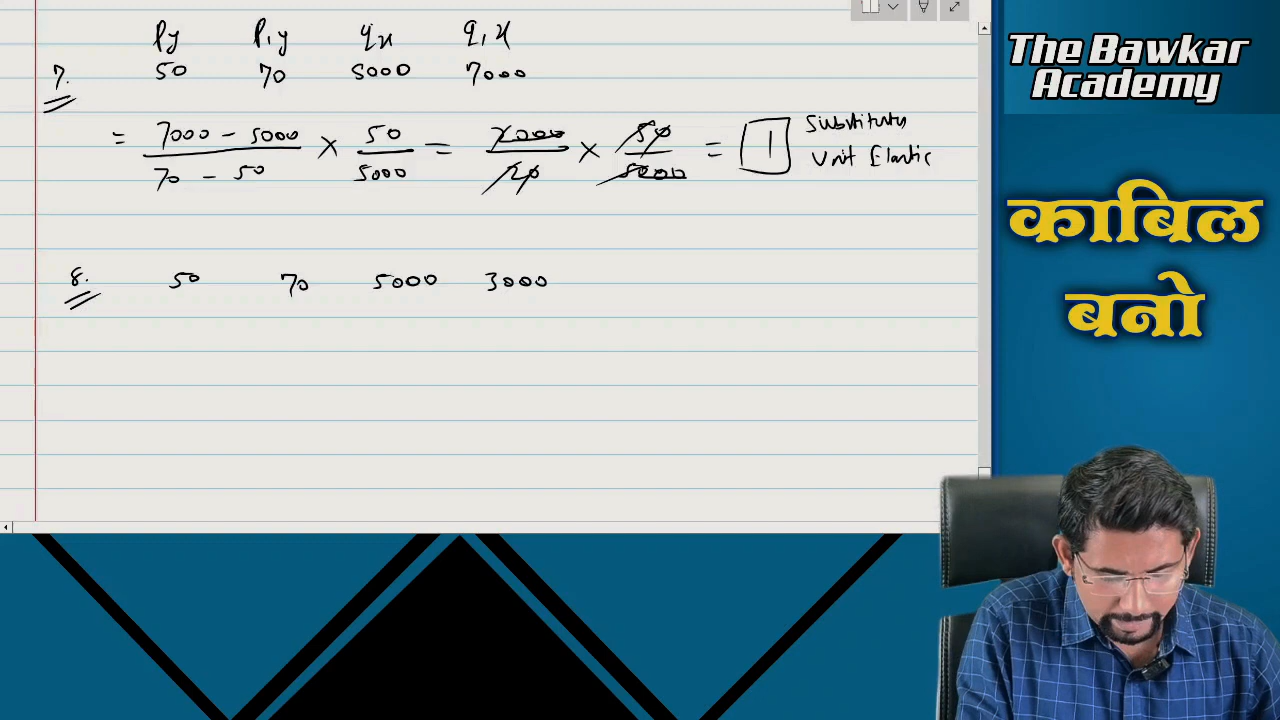 Py P₁y qx q₁x
7. 50 70 5000 7000
= 7000 - 5000 / 70 - 50 × 50 / 5000 = 2000 / 20 × 50 / 5000 = 1 Substitutes
Unit Elastic
8. 50 70 5000 3000
The Bawkar
Academy
काबिल
बनो